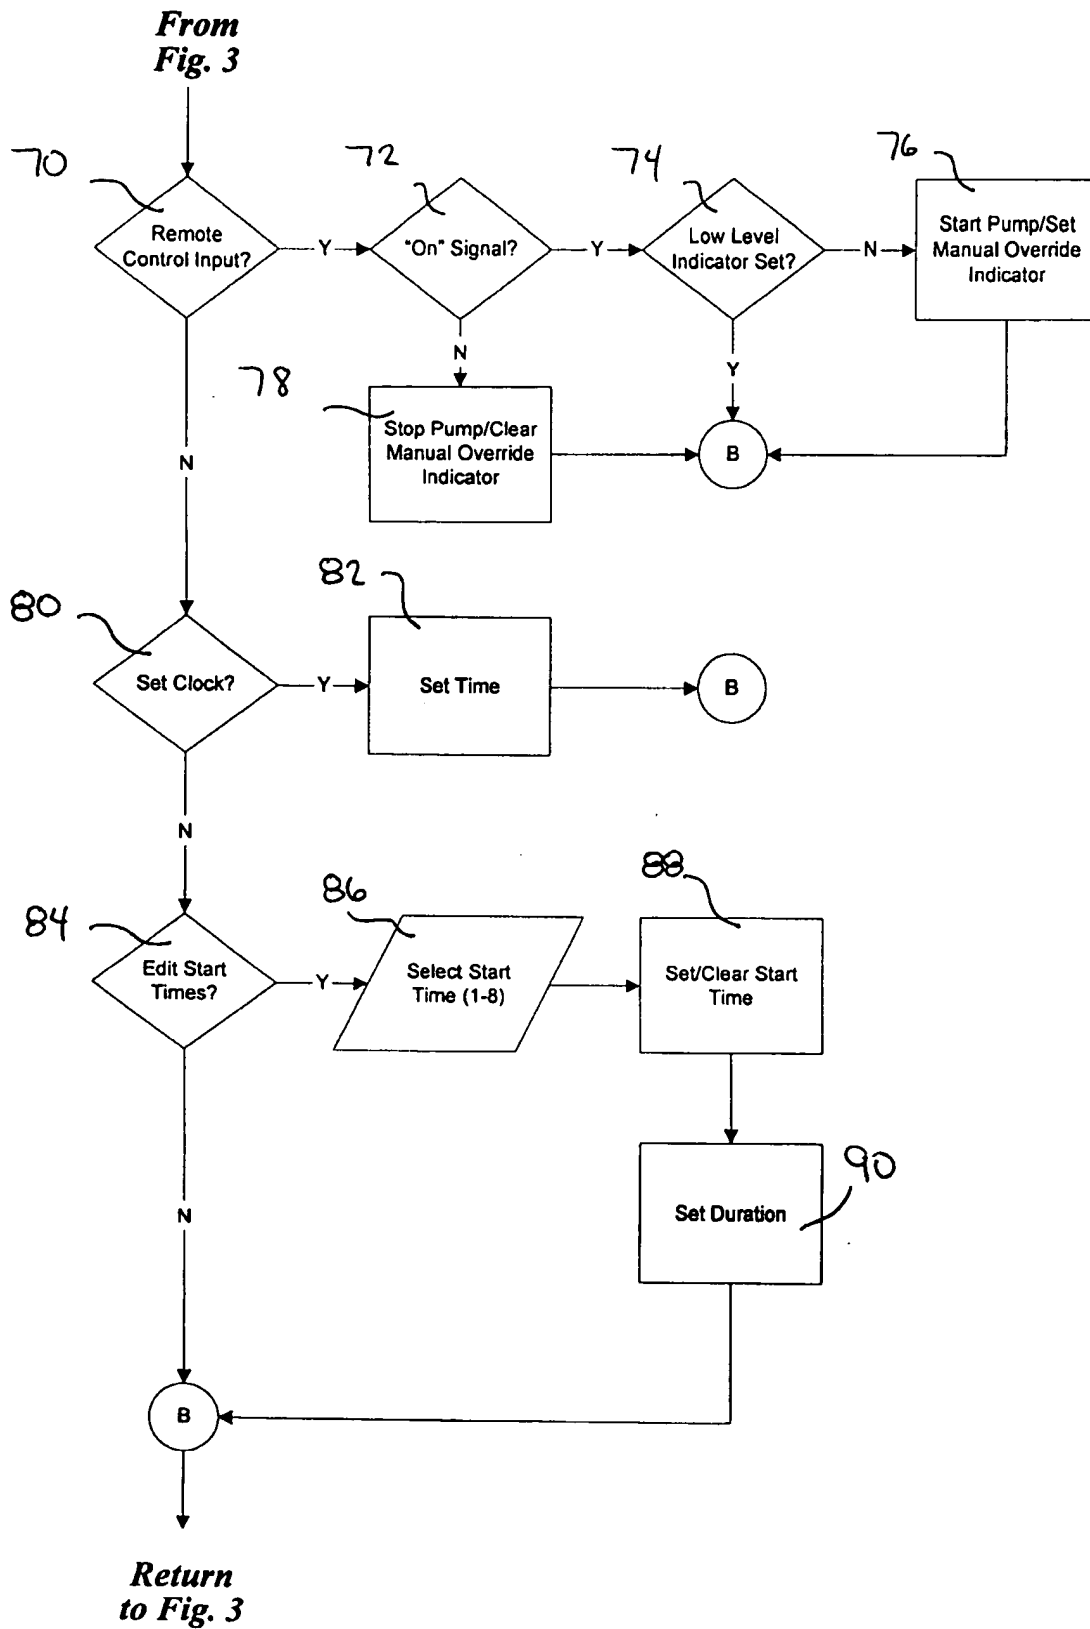 From
Fig. 3
70
72
74
76
Remote
Control Input?
Y
"On" Signal?
Y
Low Level
Indicator Set?
N
Start Pump/Set
Manual Override
Indicator
N
Y
78
Stop Pump/Clear
Manual Override
Indicator
B
N
80
82
Set Clock?
Y
Set Time
B
N
84
86
88
Edit Start
Times?
Y
Select Start
Time (1-8)
Set/Clear Start
Time
90
Set Duration
N
B
Return
to Fig. 3